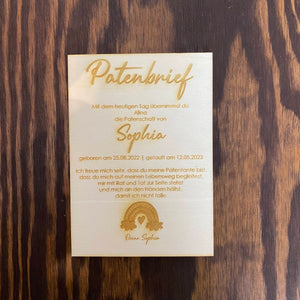 Patenbrief
Mit dem heutigen Tag übernimmst du
Alina
die Patenschaft von
Sophia
geboren am 25.08.2022 | getauft am 12.05.2023
Ich freue mich sehr, dass du meine Patentante bist,
dass du mich auf meinen Lebensweg begleitest,
mir mit Rat und Tat zur Seite stehst
und mich an den Händen hältst,
damit ich nicht falle.
Deine Sophia